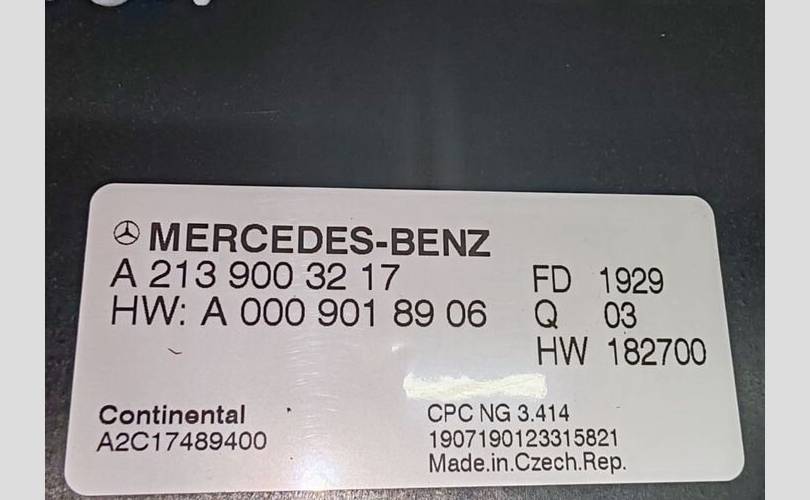 MERCEDES-BENZ
A 213 900 32 17 FD 1929
HW: A 000 901 89 06 Q 03
HW 182700
Continental CPC NG 3.414
A2C17489400 1907190123315821
Made.in.Czech.Rep.